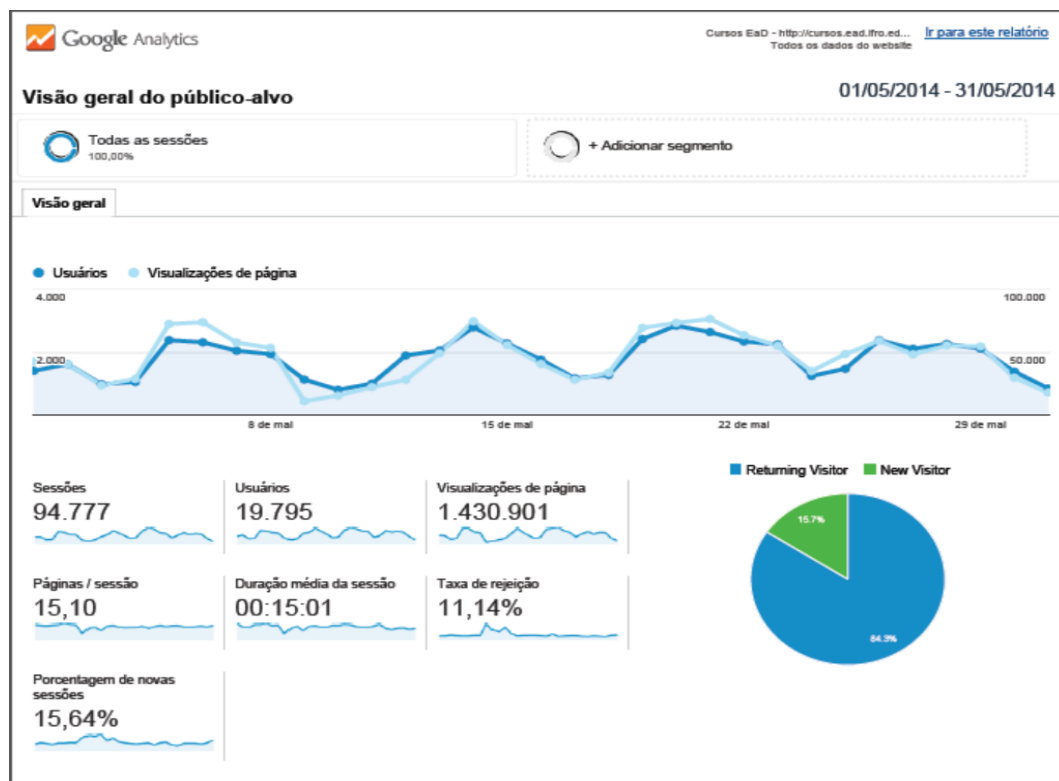 Google Analytics
Cursos EaD - http://cursos.ead.ifro.ed...
Todos os dados do website
Ir para este relatório
Visão geral do público-alvo
01/05/2014 - 31/05/2014
Todas as sessões
100,00%
+ Adicionar segmento
Visão geral
Usuários
Visualizações de página
4.000
100.000
2.000
50.000
8 de mai
15 de mai
22 de mai
29 de mai
Sessões
94.777
Usuários
19.795
Visualizações de página
1.430.901
Páginas / sessão
15,10
Duração média da sessão
00:15:01
Taxa de rejeição
11,14%
Porcentagem de novas
sessões
15,64%
Returning Visitor
New Visitor
15.7%
84.3%